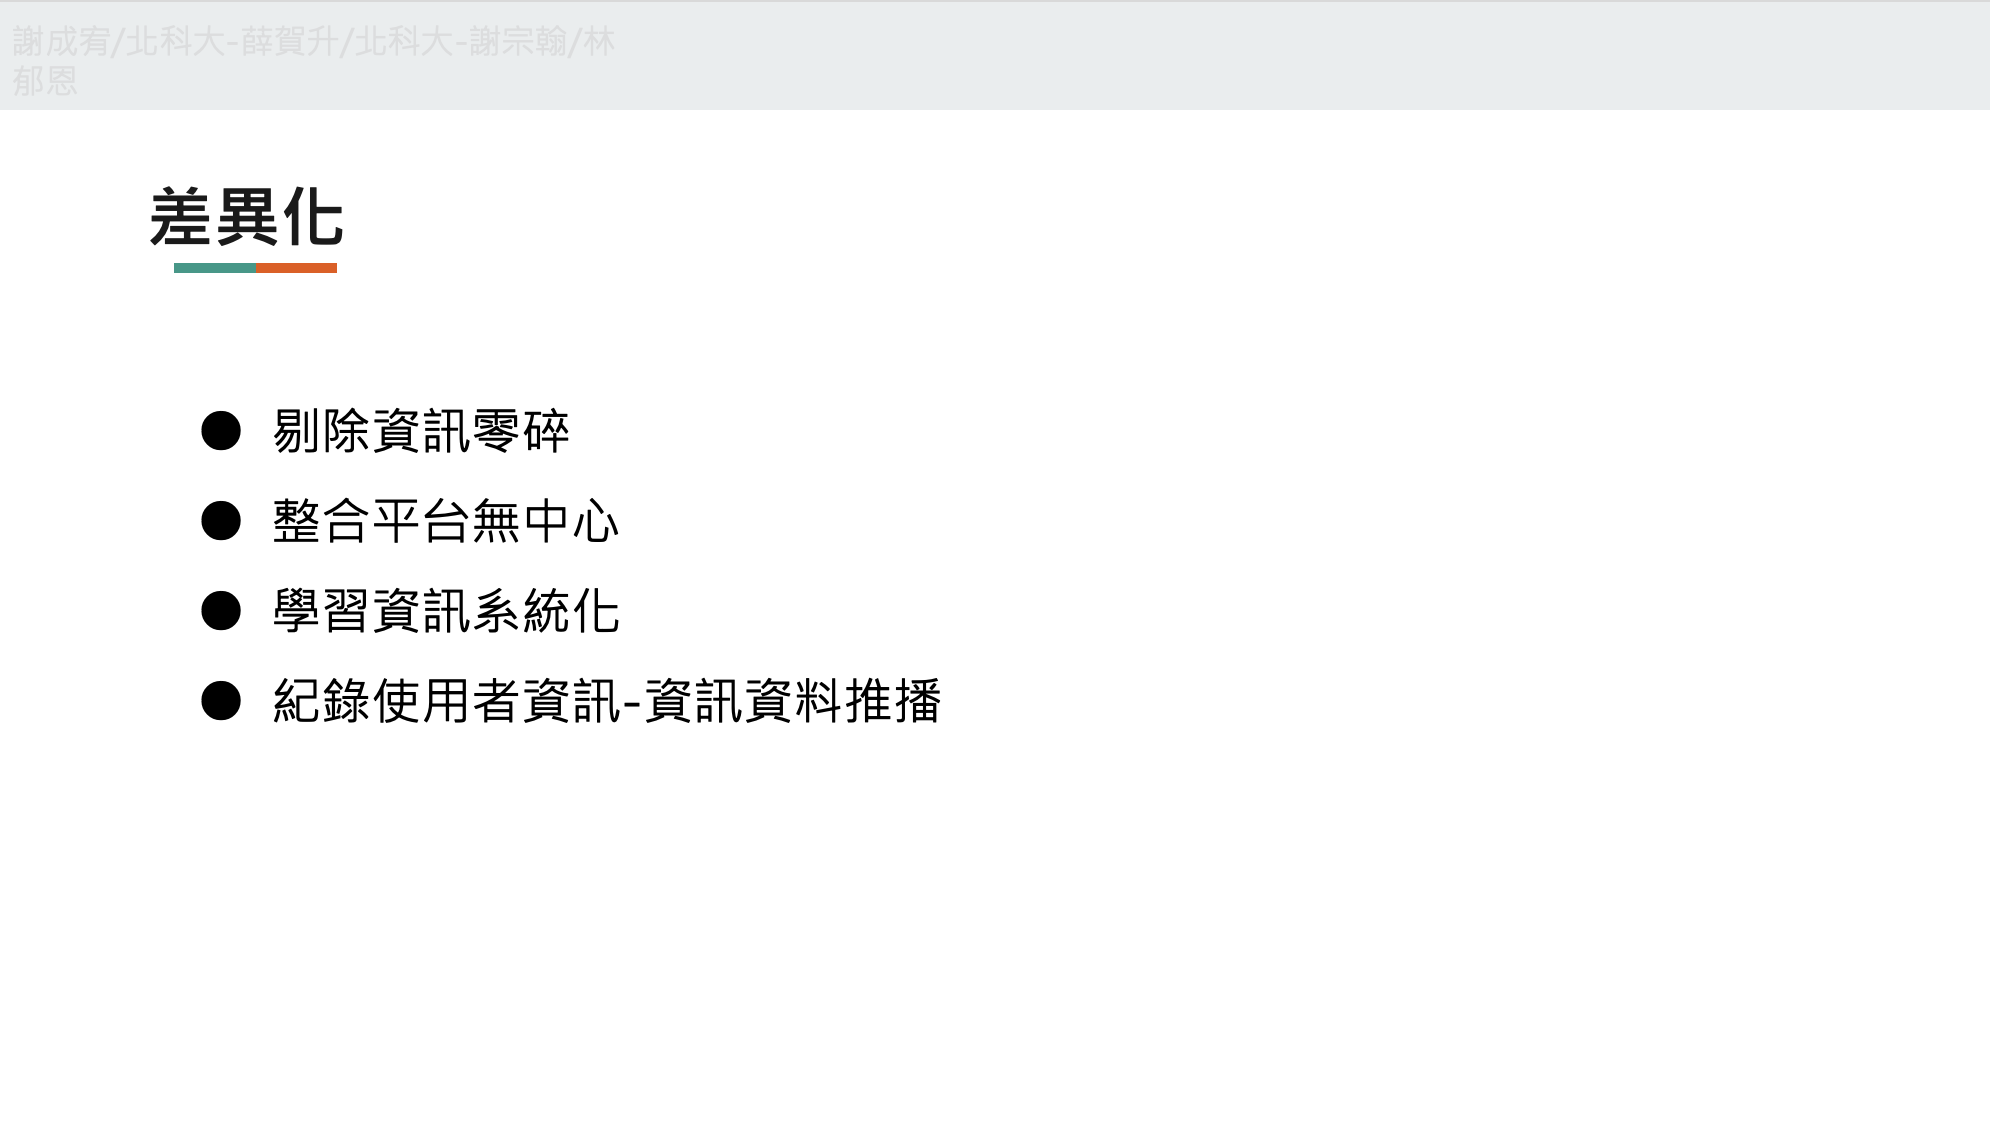 謝成宥/北科大-薛賀升/北科大-謝宗翰/林
郁恩
差異化
● 剔除資訊零碎
● 整合平台無中心
● 學習資訊系統化
● 紀錄使用者資訊-資訊資料推播